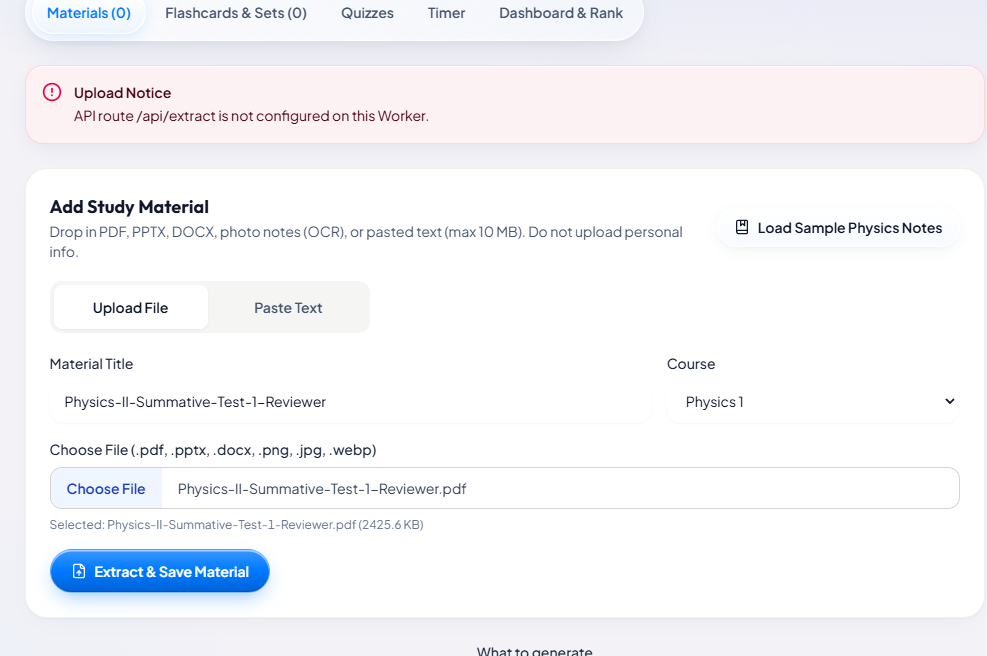 Materials (0) Flashcards & Sets (0) Quizzes Timer Dashboard & Rank
Upload Notice
API route /api/extract is not configured on this Worker.
Add Study Material
Drop in PDF, PPTX, DOCX, photo notes (OCR), or pasted text (max 10 MB). Do not upload personal
info.
Load Sample Physics Notes
Upload File Paste Text
Material Title Course
Physics-II-Summative-Test-1-Reviewer Physics 1
Choose File (.pdf, .pptx, .docx, .png, .jpg, .webp)
Choose File Physics-II-Summative-Test-1-Reviewer.pdf
Selected: Physics-II-Summative-Test-1-Reviewer.pdf (2425.6 KB)
Extract & Save Material
What to generate